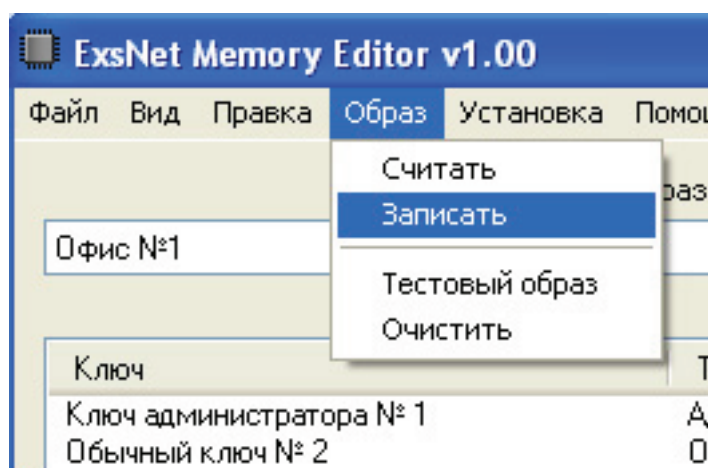 ExsNet Memory Editor v1.00
Файл Вид Правка Образ Установка
Считать
Записать
Офис №1
Тестовый образ
Очистить
Ключ
Ключ администратора № 1
Обычный ключ № 2